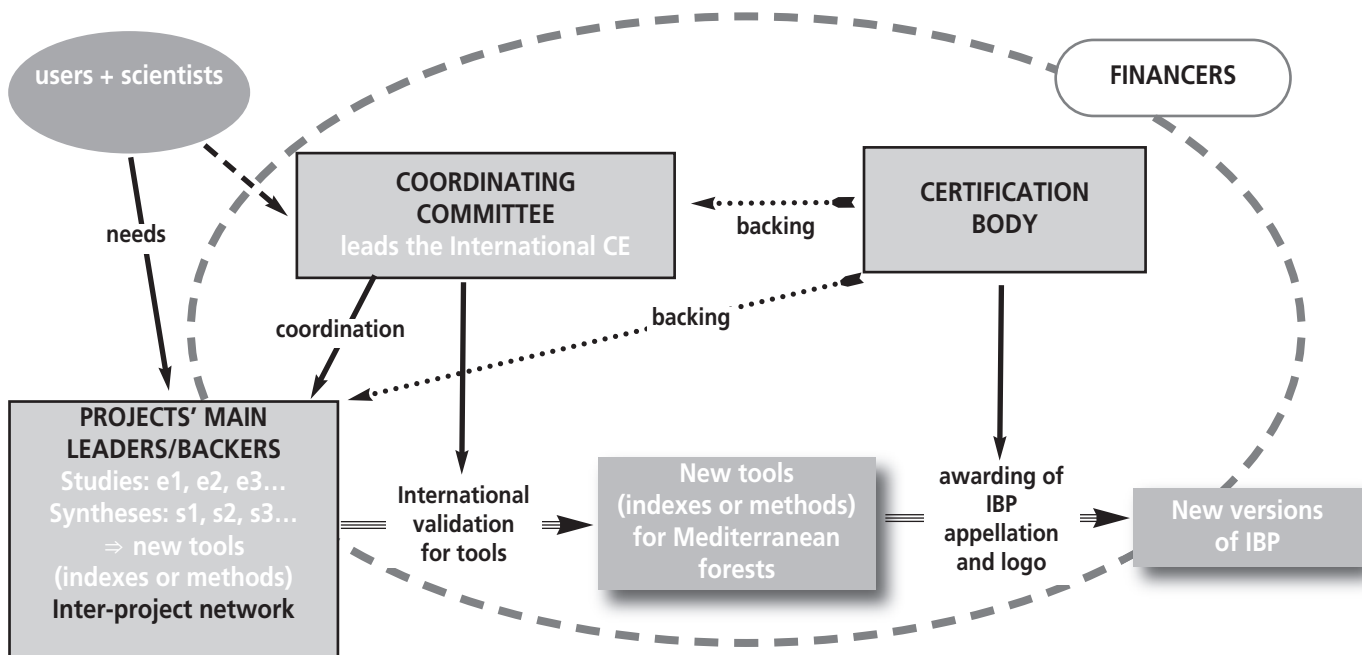 users + scientists
FINANCERS
COORDINATING
COMMITTEE
leads the International CE
CERTIFICATION
BODY
backing
needs
coordination
backing
PROJECTS' MAIN
LEADERS/BACKERS
Studies: e1, e2, e3...
Syntheses: s1, s2, s3...
⇒ new tools
(indexes or methods)
Inter-project network
International
validation
for tools
New tools
(indexes or methods)
for Mediterranean
forests
awarding of
IBP
appellation
and logo
New versions
of IBP